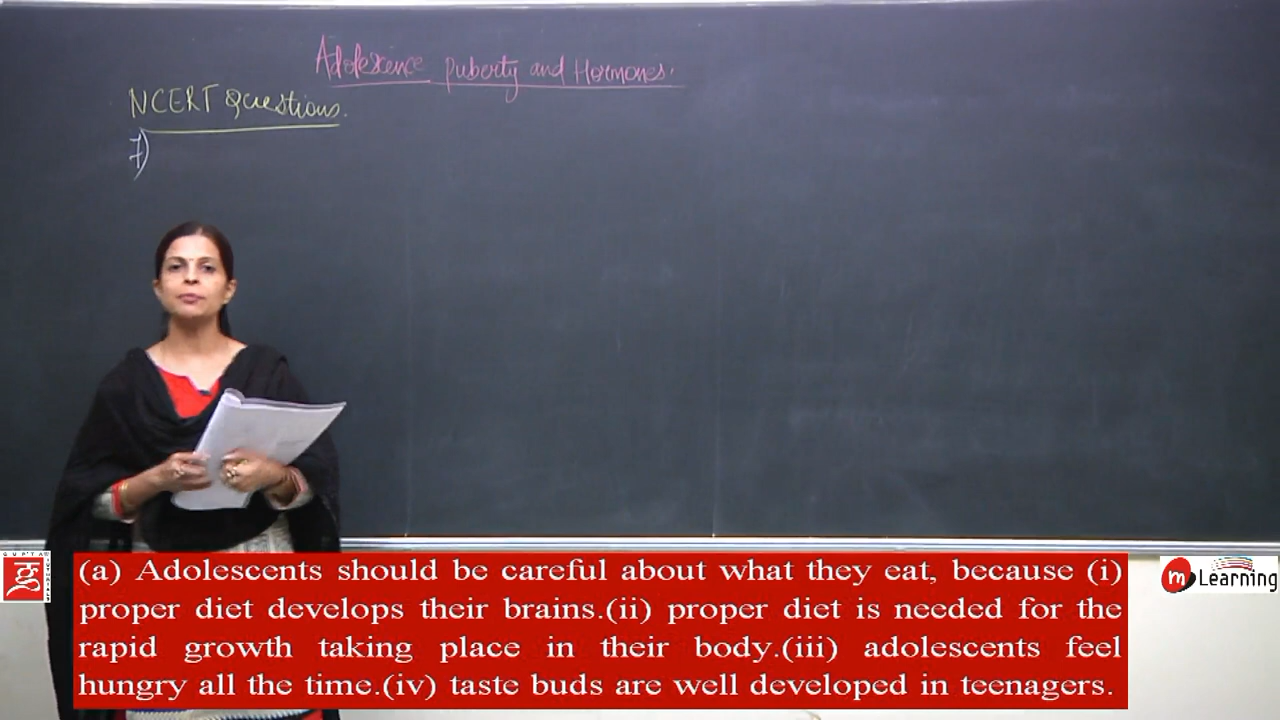 Adolescence puberty and Hormones.
NCERT Questions.
7)
(a) Adolescents should be careful about what they eat, because (i)
proper diet develops their brains.(ii) proper diet is needed for the
rapid growth taking place in their body.(iii) adolescents feel
hungry all the time.(iv) taste buds are well developed in teenagers.
m Learning